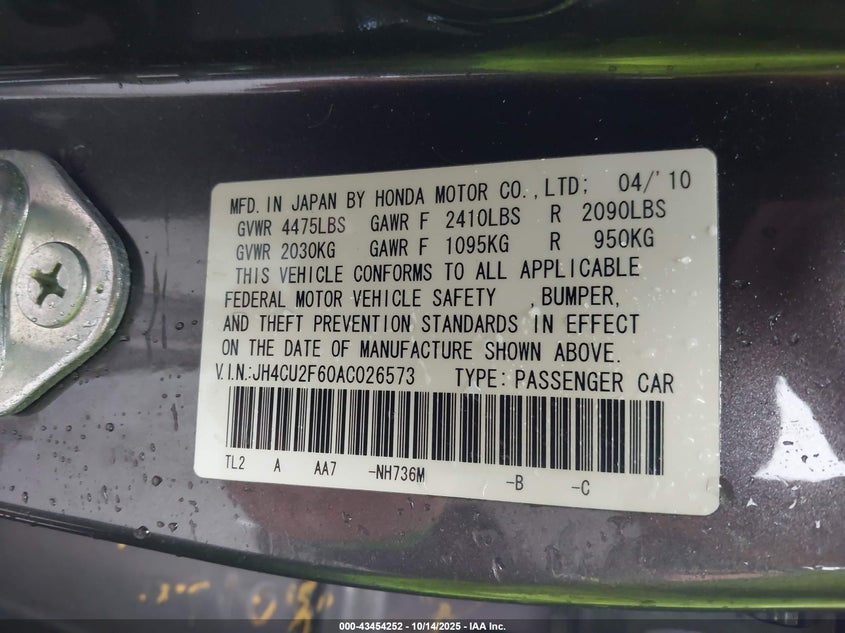 MFD. IN JAPAN BY HONDA MOTOR CO., LTD; 04/'10
GVWR 4475LBS GAWR F 2410LBS R 2090LBS
GVWR 2030KG GAWR F 1095KG R 950KG
THIS VEHICLE CONFORMS TO ALL APPLICABLE
FEDERAL MOTOR VEHICLE SAFETY , BUMPER,
AND THEFT PREVENTION STANDARDS IN EFFECT
ON THE DATE OF MANUFACTURE SHOWN ABOVE.
V.I.N.:JH4CU2F60AC026573 TYPE: PASSENGER CAR
TL2 A AA7 -NH736M -B -C
000-43454252 - 10/14/2025 - IAA Inc.